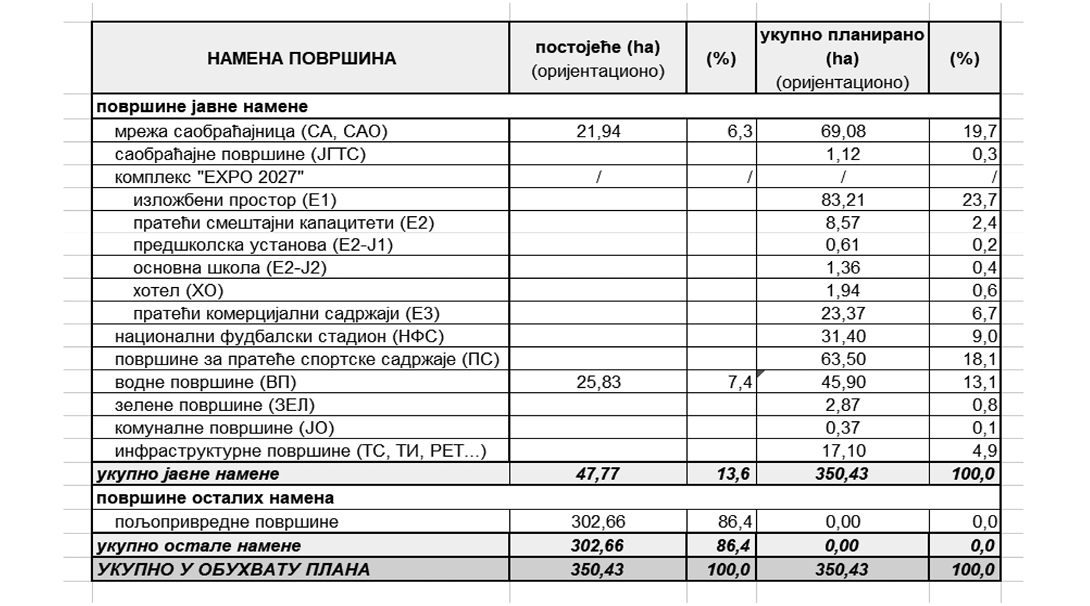 НАМЕНА ПОВРШИНА постојеће (ha) (оријентационо) (%) укупно планирано (ha) (оријентационо) (%)
површине јавне намене
мрежа саобраћајница (СА, САО) 21,94 6,3 69,08 19,7
саобраћајне површине (ЈГТС) 1,12 0,3
комплекс "EXPO 2027" / / / /
изложбени простор (Е1) 83,21 23,7
пратећи смештајни капацитети (Е2) 8,57 2,4
предшколска установа (Е2-Ј1) 0,61 0,2
основна школа (Е2-Ј2) 1,36 0,4
хотел (ХО) 1,94 0,6
пратећи комерцијални садржаји (Е3) 23,37 6,7
национални фудбалски стадион (НФС) 31,40 9,0
површине за пратеће спортске садржаје (ПС) 63,50 18,1
водне површине (ВП) 25,83 7,4 45,90 13,1
зелене површине (ЗЕЛ) 2,87 0,8
комуналне површине (ЈО) 0,37 0,1
инфраструктурне површине (ТС, ТИ, РЕТ...) 17,10 4,9
укупно јавне намене 47,77 13,6 350,43 100,0
површине осталих намена
пољопривредне површине 302,66 86,4 0,00 0,0
укупно остале намене 302,66 86,4 0,00 0,0
УКУПНО У ОБУХВАТУ ПЛАНА 350,43 100,0 350,43 100,0